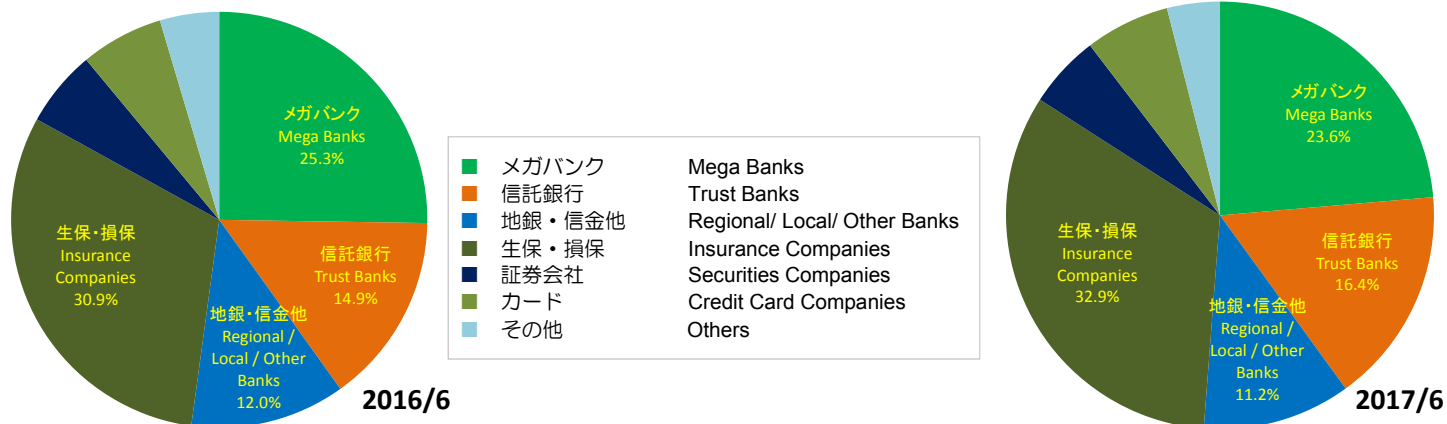 メガバンク
Mega Banks
25.3%
信託銀行
Trust Banks
14.9%
地銀・信金他
Regional /
Local / Other
Banks
12.0%
生保・損保
Insurance
Companies
30.9%
2016/6
メガバンク Mega Banks
信託銀行 Trust Banks
地銀・信金他 Regional/ Local/ Other Banks
生保・損保 Insurance Companies
証券会社 Securities Companies
カード Credit Card Companies
その他 Others
メガバンク
Mega Banks
23.6%
信託銀行
Trust Banks
16.4%
地銀・信金他
Regional /
Local / Other
Banks
11.2%
生保・損保
Insurance
Companies
32.9%
2017/6